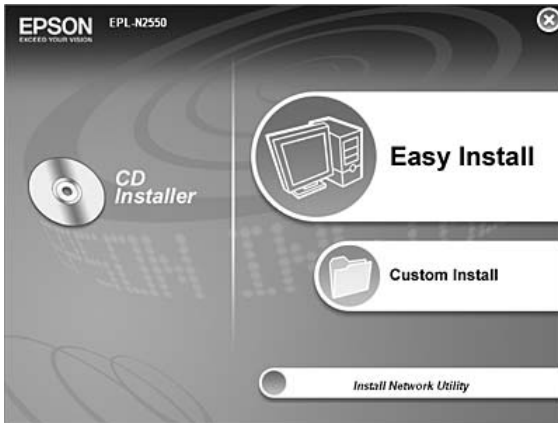 EPSON
EXCEED YOUR VISION
EPL-N2550
CD
Installer
Easy Install
Custom Install
Install Network Utility